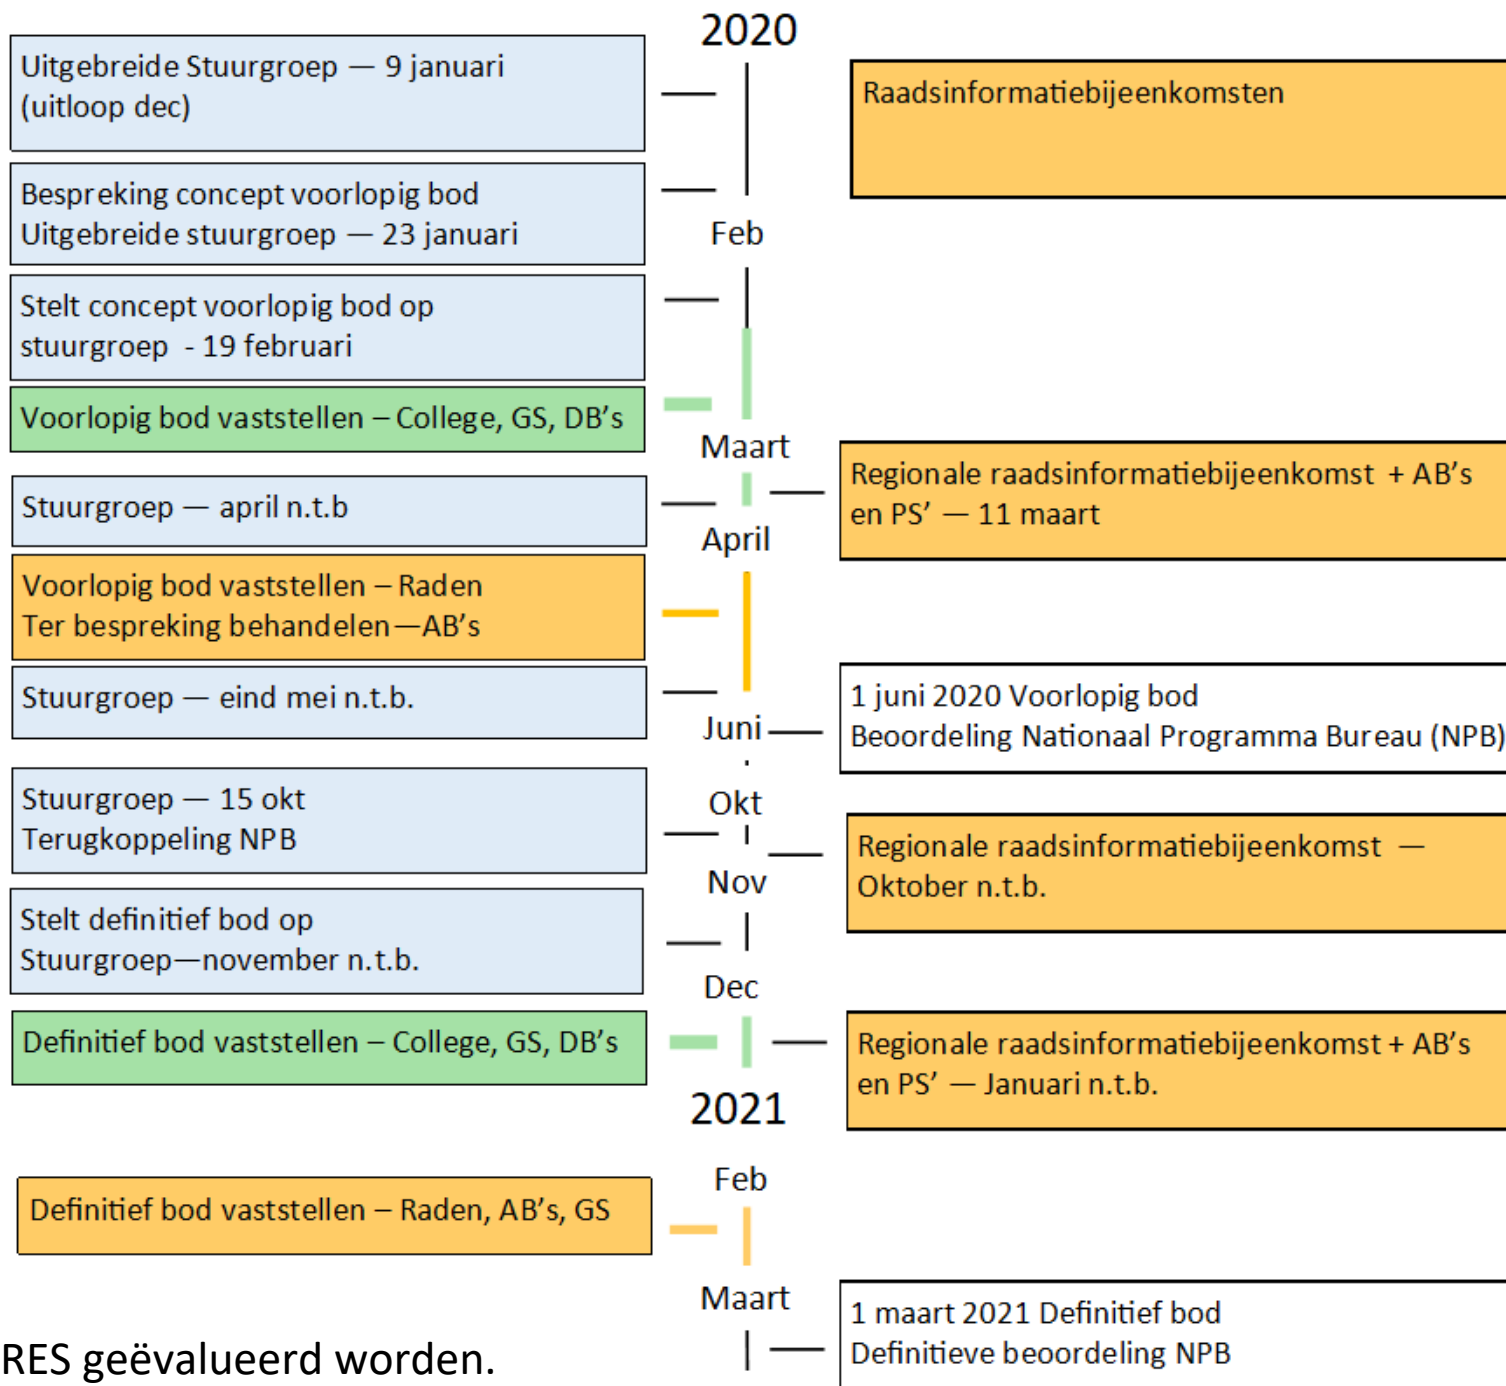 2020
Uitgebreide Stuurgroep — 9 januari
(uitloop dec)
Raadsinformatiebijeenkomsten
Bespreking concept voorlopig bod
Uitgebreide stuurgroep — 23 januari
Feb
Stelt concept voorlopig bod op
stuurgroep - 19 februari
Voorlopig bod vaststellen – College, GS, DB’s
Maart
Regionale raadsinformatiebijeenkomst + AB’s
en PS’ — 11 maart
Stuurgroep — april n.t.b
April
Voorlopig bod vaststellen – Raden
Ter bespreking behandelen—AB’s
Stuurgroep — eind mei n.t.b.
Juni
1 juni 2020 Voorlopig bod
Beoordeling Nationaal Programma Bureau (NPB)
Stuurgroep — 15 okt
Terugkoppeling NPB
Okt
Regionale raadsinformatiebijeenkomst —
Oktober n.t.b.
Nov
Stelt definitief bod op
Stuurgroep—november n.t.b.
Dec
Definitief bod vaststellen – College, GS, DB’s
Regionale raadsinformatiebijeenkomst + AB’s
en PS’ — Januari n.t.b.
2021
Feb
Definitief bod vaststellen – Raden, AB’s, GS
Maart
1 maart 2021 Definitief bod
Definitieve beoordeling NPB
RES geëvalueerd worden.